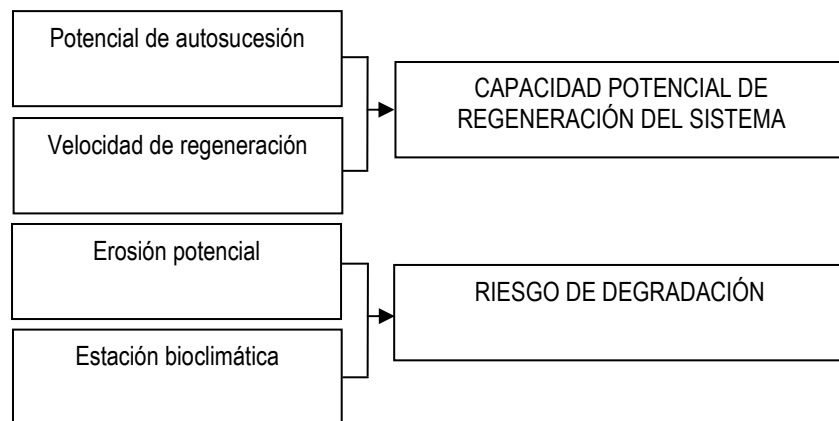 Potencial de autosucesión
CAPACIDAD POTENCIAL DE
REGENERACIÓN DEL SISTEMA
Velocidad de regeneración
Erosión potencial
RIESGO DE DEGRADACIÓN
Estación bioclimática